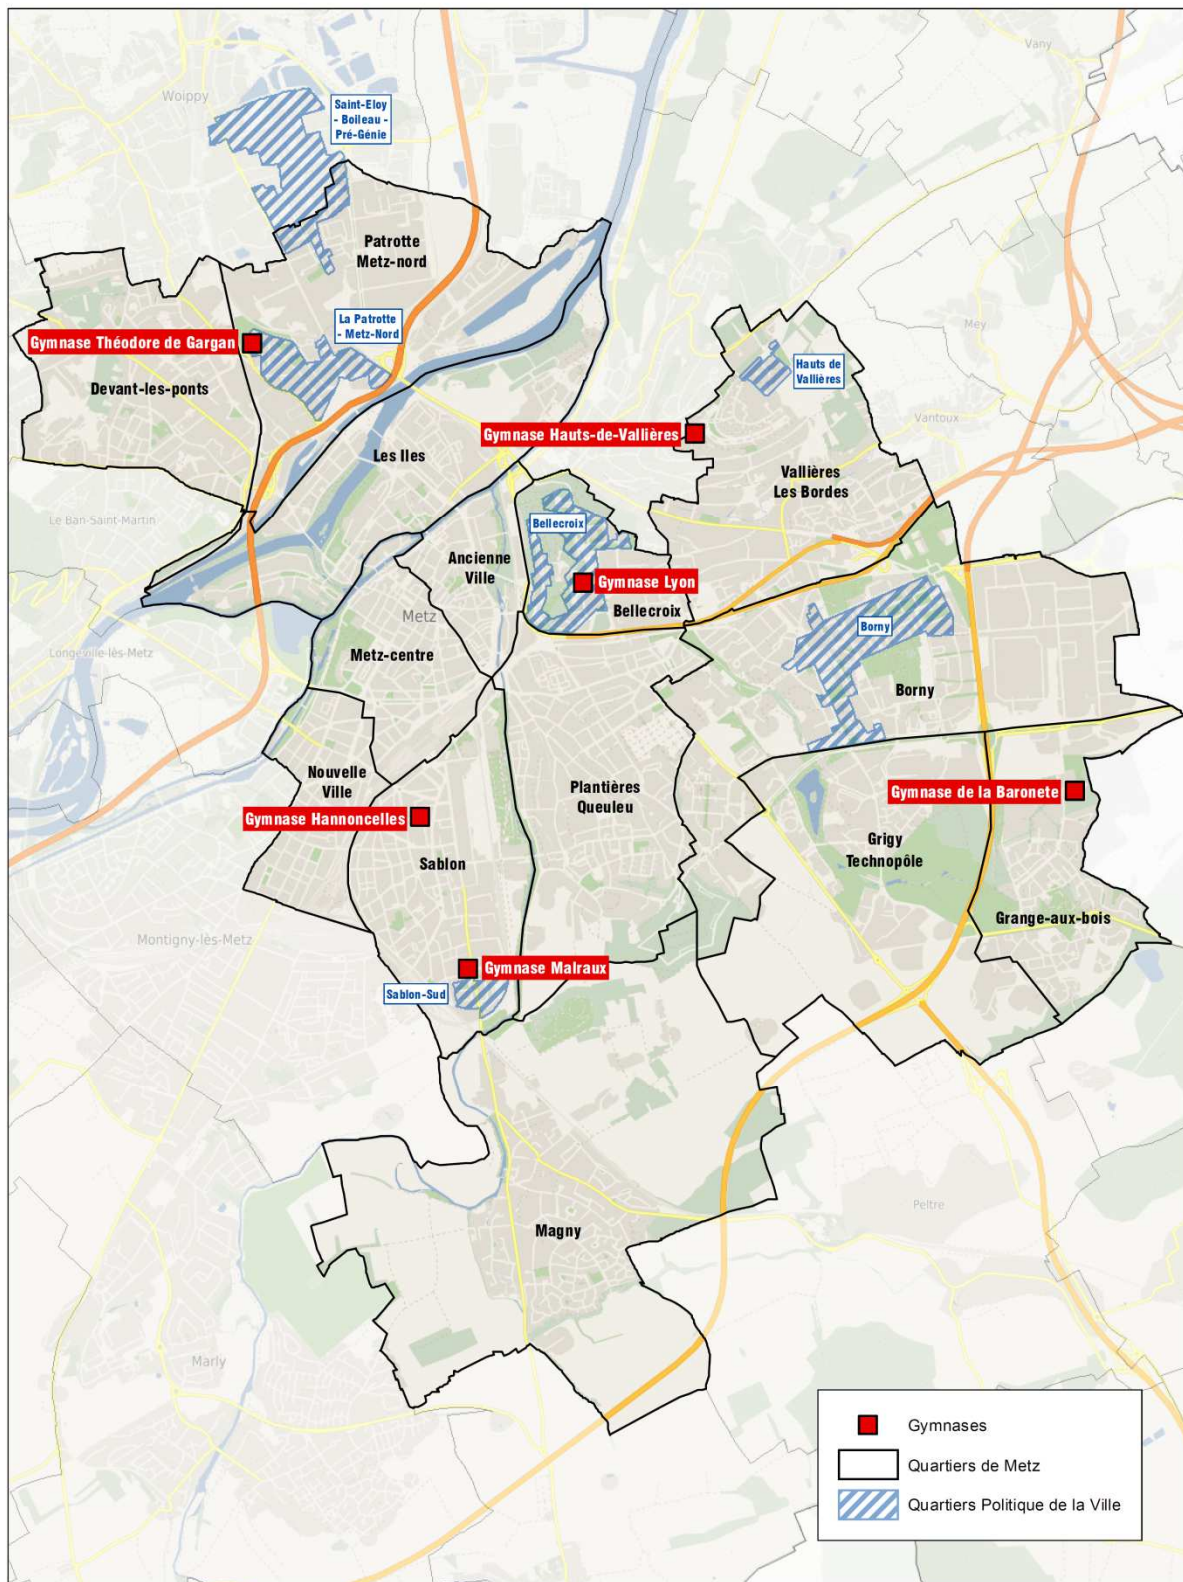 Vany
Woippy
Saint-Eloy
- Boileau -
Pré-Génie
Patrotte
Metz-nord
La Patrotte
- Metz-Nord
Mey
Gymnase Théodore de Gargan
Hauts de
Vallières
Devant-les-ponts
Vantoux
Gymnase Hauts-de-Vallières
Les Iles
Vallières
Les Bordes
Le Ban-Saint-Martin
Bellecroix
Ancienne
Ville
Gymnase Lyon
Bellecroix
Metz
Borny
Longeville-lès-Metz
Metz-centre
Borny
Nouvelle
Ville
Plantières
Queuleu
Gymnase de la Baronete
Gymnase Hannoncelles
Grigy
Technopôle
Sablon
Grange-aux-bois
Montigny-lès-Metz
Gymnase Malraux
Sablon-Sud
Peltre
Magny
Marly
Gymnases
Quartiers de Metz
Quartiers Politique de la Ville